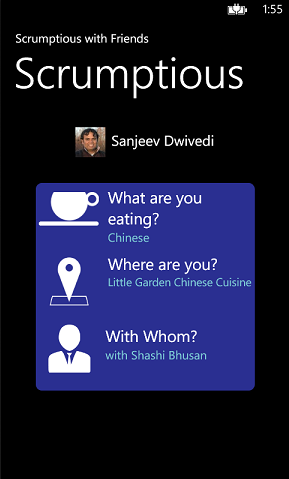 1:55
Scrumptious with Friends
Scrumptious
Sanjeev Dwivedi
What are you
eating?
Chinese
Where are you?
Little Garden Chinese Cuisine
With Whom?
with Shashi Bhusan